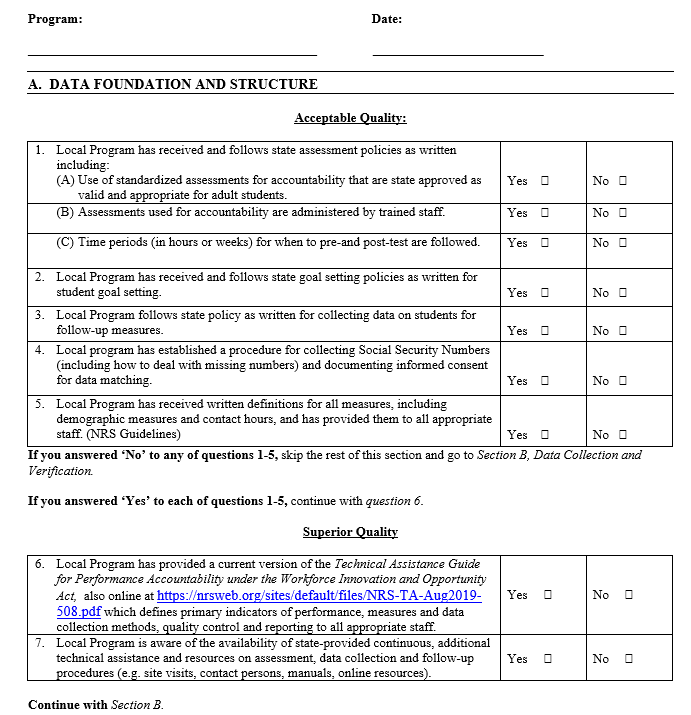 Program: Date:
A. DATA FOUNDATION AND STRUCTURE
Acceptable Quality:
1. Local Program has received and follows state assessment policies as written
including:
(A) Use of standardized assessments for accountability that are state approved as
valid and appropriate for adult students. Yes ☐ No ☐
(B) Assessments used for accountability are administered by trained staff. Yes ☐ No ☐
(C) Time periods (in hours or weeks) for when to pre-and post-test are followed. Yes ☐ No ☐
2. Local Program has received and follows state goal setting policies as written for
student goal setting. Yes ☐ No ☐
3. Local Program follows state policy as written for collecting data on students for
follow-up measures. Yes ☐ No ☐
4. Local program has established a procedure for collecting Social Security Numbers
(including how to deal with missing numbers) and documenting informed consent
for data matching. Yes ☐ No ☐
5. Local Program has received written definitions for all measures, including
demographic measures and contact hours, and has provided them to all appropriate
staff. (NRS Guidelines) Yes ☐ No ☐
If you answered ‘No’ to any of questions 1-5, skip the rest of this section and go to Section B, Data Collection and
Verification.
If you answered ‘Yes’ to each of questions 1-5, continue with question 6.
Superior Quality
6. Local Program has provided a current version of the Technical Assistance Guide
for Performance Accountability under the Workforce Innovation and Opportunity
Act, also online at https://nrsweb.org/sites/default/files/NRS-TA-Aug2019-
508.pdf which defines primary indicators of performance, measures and data
collection methods, quality control and reporting to all appropriate staff. Yes ☐ No ☐
7. Local Program is aware of the availability of state-provided continuous, additional
technical assistance and resources on assessment, data collection and follow-up
procedures (e.g. site visits, contact persons, manuals, online resources). Yes ☐ No ☐
Continue with Section B.